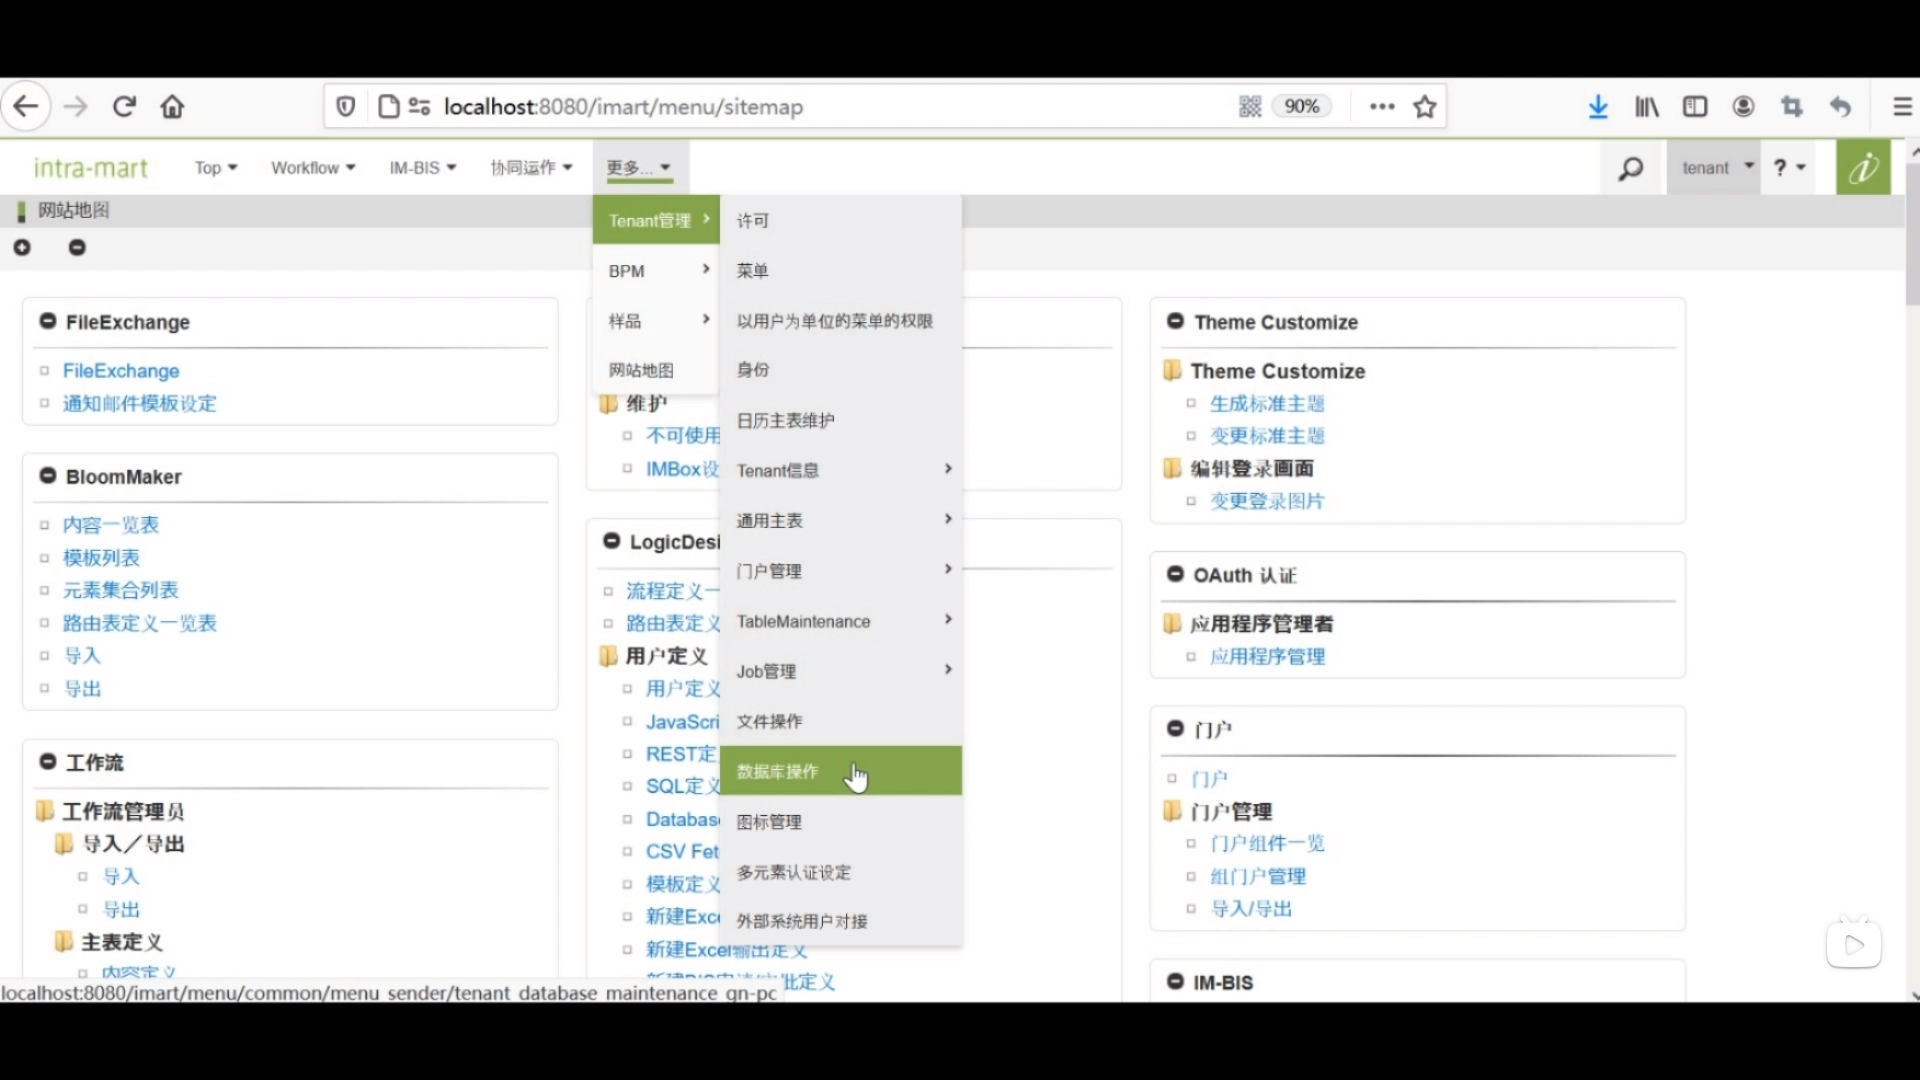 localhost:8080/imart/menu/sitemap
90%
intra-mart
Top
Workflow
IM-BIS
协同运作
更多...
tenant
?
网站地图
Tenant管理
BPM
样品
网站地图
许可
菜单
以用户为单位的菜单的权限
身份
日历主表维护
Tenant信息
通用主表
门户管理
TableMaintenance
Job管理
文件操作
数据库操作
图标管理
多元素认证设定
外部系统用户对接
FileExchange
FileExchange
通知邮件模板设定
BloomMaker
内容一览表
模板列表
元素集合列表
路由表定义一览表
导入
导出
工作流
工作流管理员
导入／导出
导入
导出
主表定义
内容定义
维护
不可使用
IMBox设
LogicDesi
流程定义一
路由表定义
用户定义
用户定义
JavaScri
REST定
SQL定义
Databas
CSV Fet
模板定义
新建Exc
新建Excel输出定义
Theme Customize
Theme Customize
生成标准主题
变更标准主题
编辑登录画面
变更登录图片
OAuth 认证
应用程序管理者
应用程序管理
门户
门户
门户管理
门户组件一览
组门户管理
导入/导出
IM-BIS
localhost:8080/imart/menu/common/menu_sender/tenant_database_maintenance_gn-pc